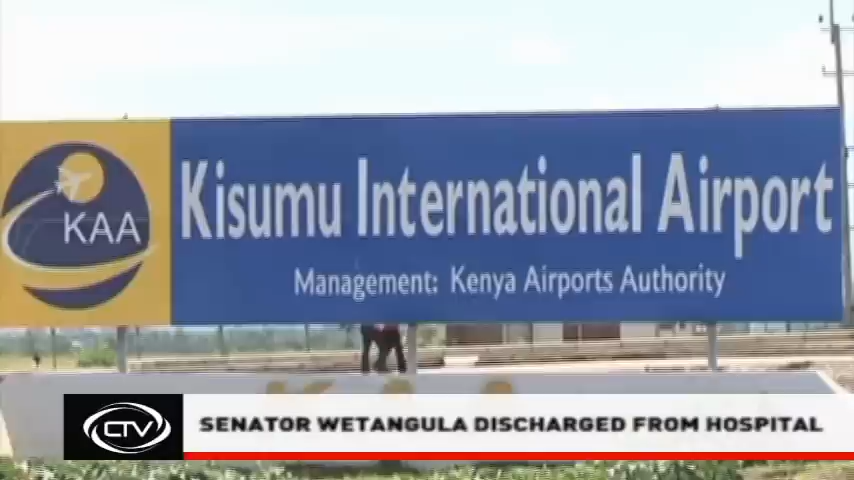 KAA
Kisumu International Airport
Management: Kenya Airports Authority
CTV
SENATOR WETANGULA DISCHARGED FROM HOSPITAL